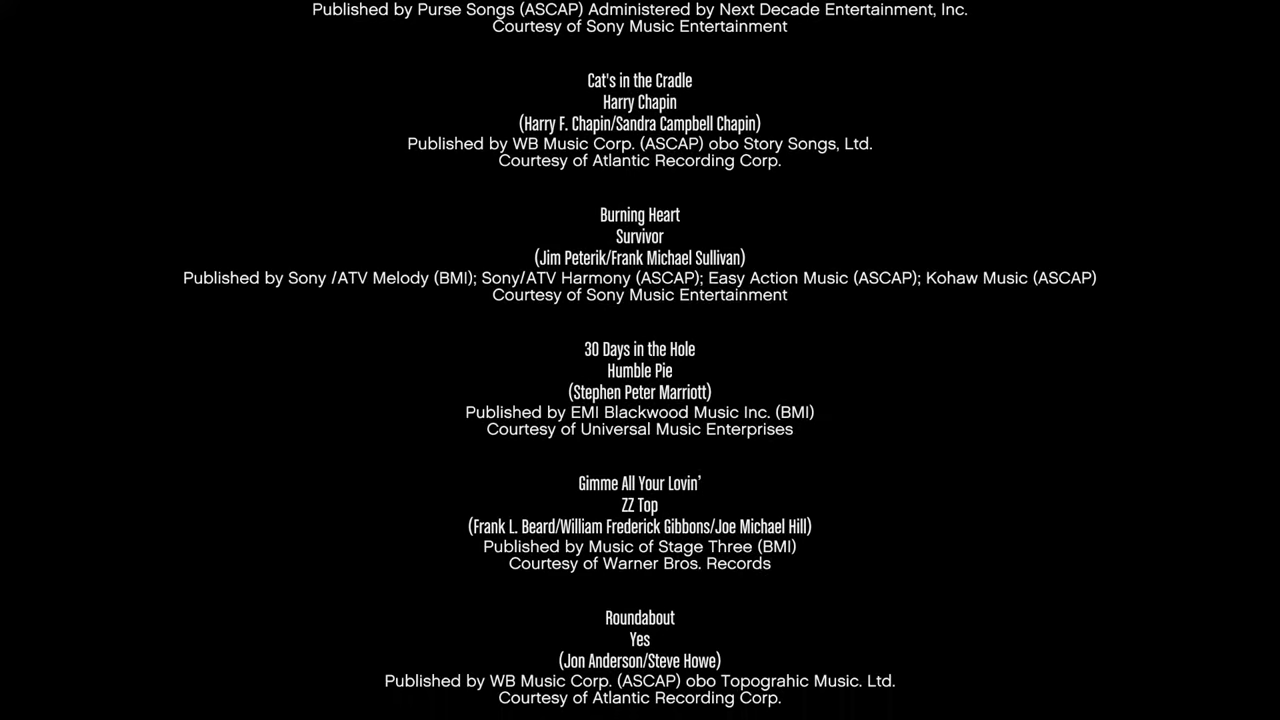 Published by Purse Songs (ASCAP) Administered by Next Decade Entertainment, Inc.
Courtesy of Sony Music Entertainment
Cat's in the Cradle
Harry Chapin
(Harry F. Chapin/Sandra Campbell Chapin)
Published by WB Music Corp. (ASCAP) obo Story Songs, Ltd.
Courtesy of Atlantic Recording Corp.
Burning Heart
Survivor
(Jim Peterik/Frank Michael Sullivan)
Published by Sony /ATV Melody (BMI); Sony/ATV Harmony (ASCAP); Easy Action Music (ASCAP); Kohaw Music (ASCAP)
Courtesy of Sony Music Entertainment
30 Days in the Hole
Humble Pie
(Stephen Peter Marriott)
Published by EMI Blackwood Music Inc. (BMI)
Courtesy of Universal Music Enterprises
Gimme All Your Lovin'
ZZ Top
(Frank L. Beard/William Frederick Gibbons/Joe Michael Hill)
Published by Music of Stage Three (BMI)
Courtesy of Warner Bros. Records
Roundabout
Yes
(Jon Anderson/Steve Howe)
Published by WB Music Corp. (ASCAP) obo Topograhic Music. Ltd.
Courtesy of Atlantic Recording Corp.